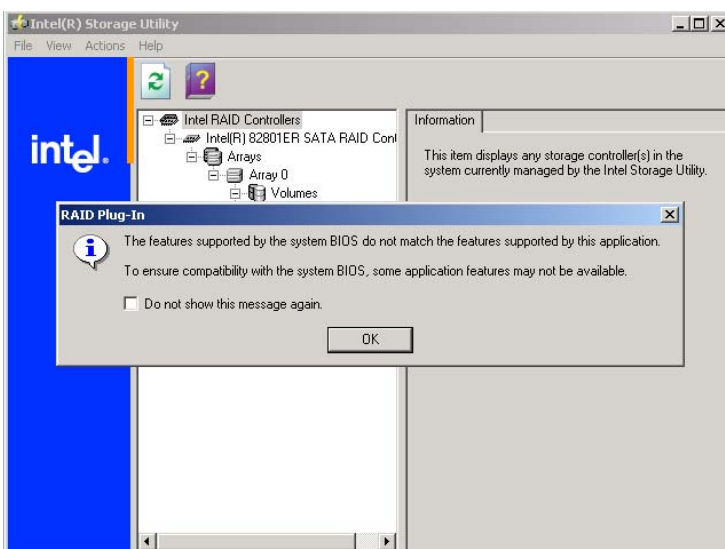 Intel(R) Storage Utility
File View Actions Help
intel.
Intel RAID Controllers
Intel(R) 82801ER SATA RAID Cont
Arrays
Array 0
Volumes
Information
This item displays any storage controller(s) in the
system currently managed by the Intel Storage Utility.
RAID Plug-In
The features supported by the system BIOS do not match the features supported by this application.
To ensure compatibility with the system BIOS, some application features may not be available.
Do not show this message again.
OK